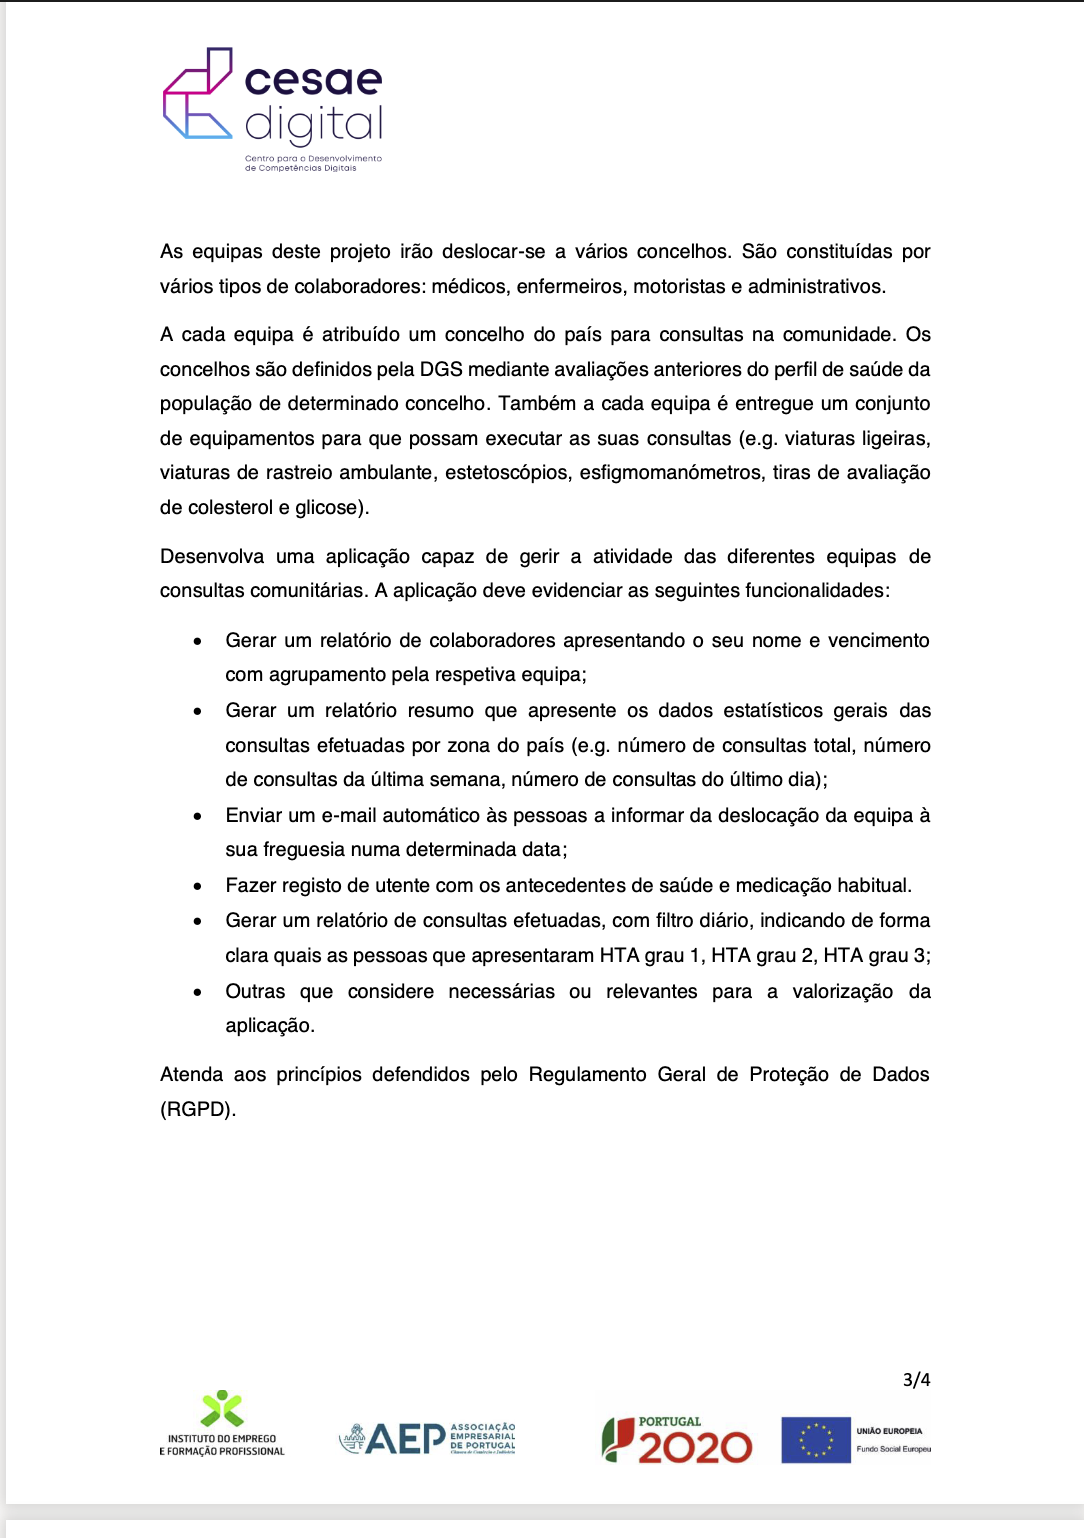 cesae
digital
Centro para o Desenvolvimento
de Competências Digitais
As equipas deste projeto irão deslocar-se a vários concelhos. São constituídas por
vários tipos de colaboradores: médicos, enfermeiros, motoristas e administrativos.
A cada equipa é atribuído um concelho do país para consultas na comunidade. Os
concelhos são definidos pela DGS mediante avaliações anteriores do perfil de saúde da
população de determinado concelho. Também a cada equipa é entregue um conjunto
de equipamentos para que possam executar as suas consultas (e.g. viaturas ligeiras,
viaturas de rastreio ambulante, estetoscópios, esfigmomanómetros, tiras de avaliação
de colesterol e glicose).
Desenvolva uma aplicação capaz de gerir a atividade das diferentes equipas de
consultas comunitárias. A aplicação deve evidenciar as seguintes funcionalidades:
• Gerar um relatório de colaboradores apresentando o seu nome e vencimento
com agrupamento pela respetiva equipa;
• Gerar um relatório resumo que apresente os dados estatísticos gerais das
consultas efetuadas por zona do país (e.g. número de consultas total, número
de consultas da última semana, número de consultas do último dia);
• Enviar um e-mail automático às pessoas a informar da deslocação da equipa à
sua freguesia numa determinada data;
• Fazer registo de utente com os antecedentes de saúde e medicação habitual.
• Gerar um relatório de consultas efetuadas, com filtro diário, indicando de forma
clara quais as pessoas que apresentaram HTA grau 1, HTA grau 2, HTA grau 3;
• Outras que considere necessárias ou relevantes para a valorização da
aplicação.
Atenda aos princípios defendidos pelo Regulamento Geral de Proteção de Dados
(RGPD).
3/4
INSTITUTO DO EMPREGO
E FORMAÇÃO PROFISSIONAL
AEP
ASSOCIAÇÃO
EMPRESARIAL
DE PORTUGAL
Câmara de Comércio e Indústria
PORTUGAL
2020
UNIÃO EUROPEIA
Fundo Social Europeu